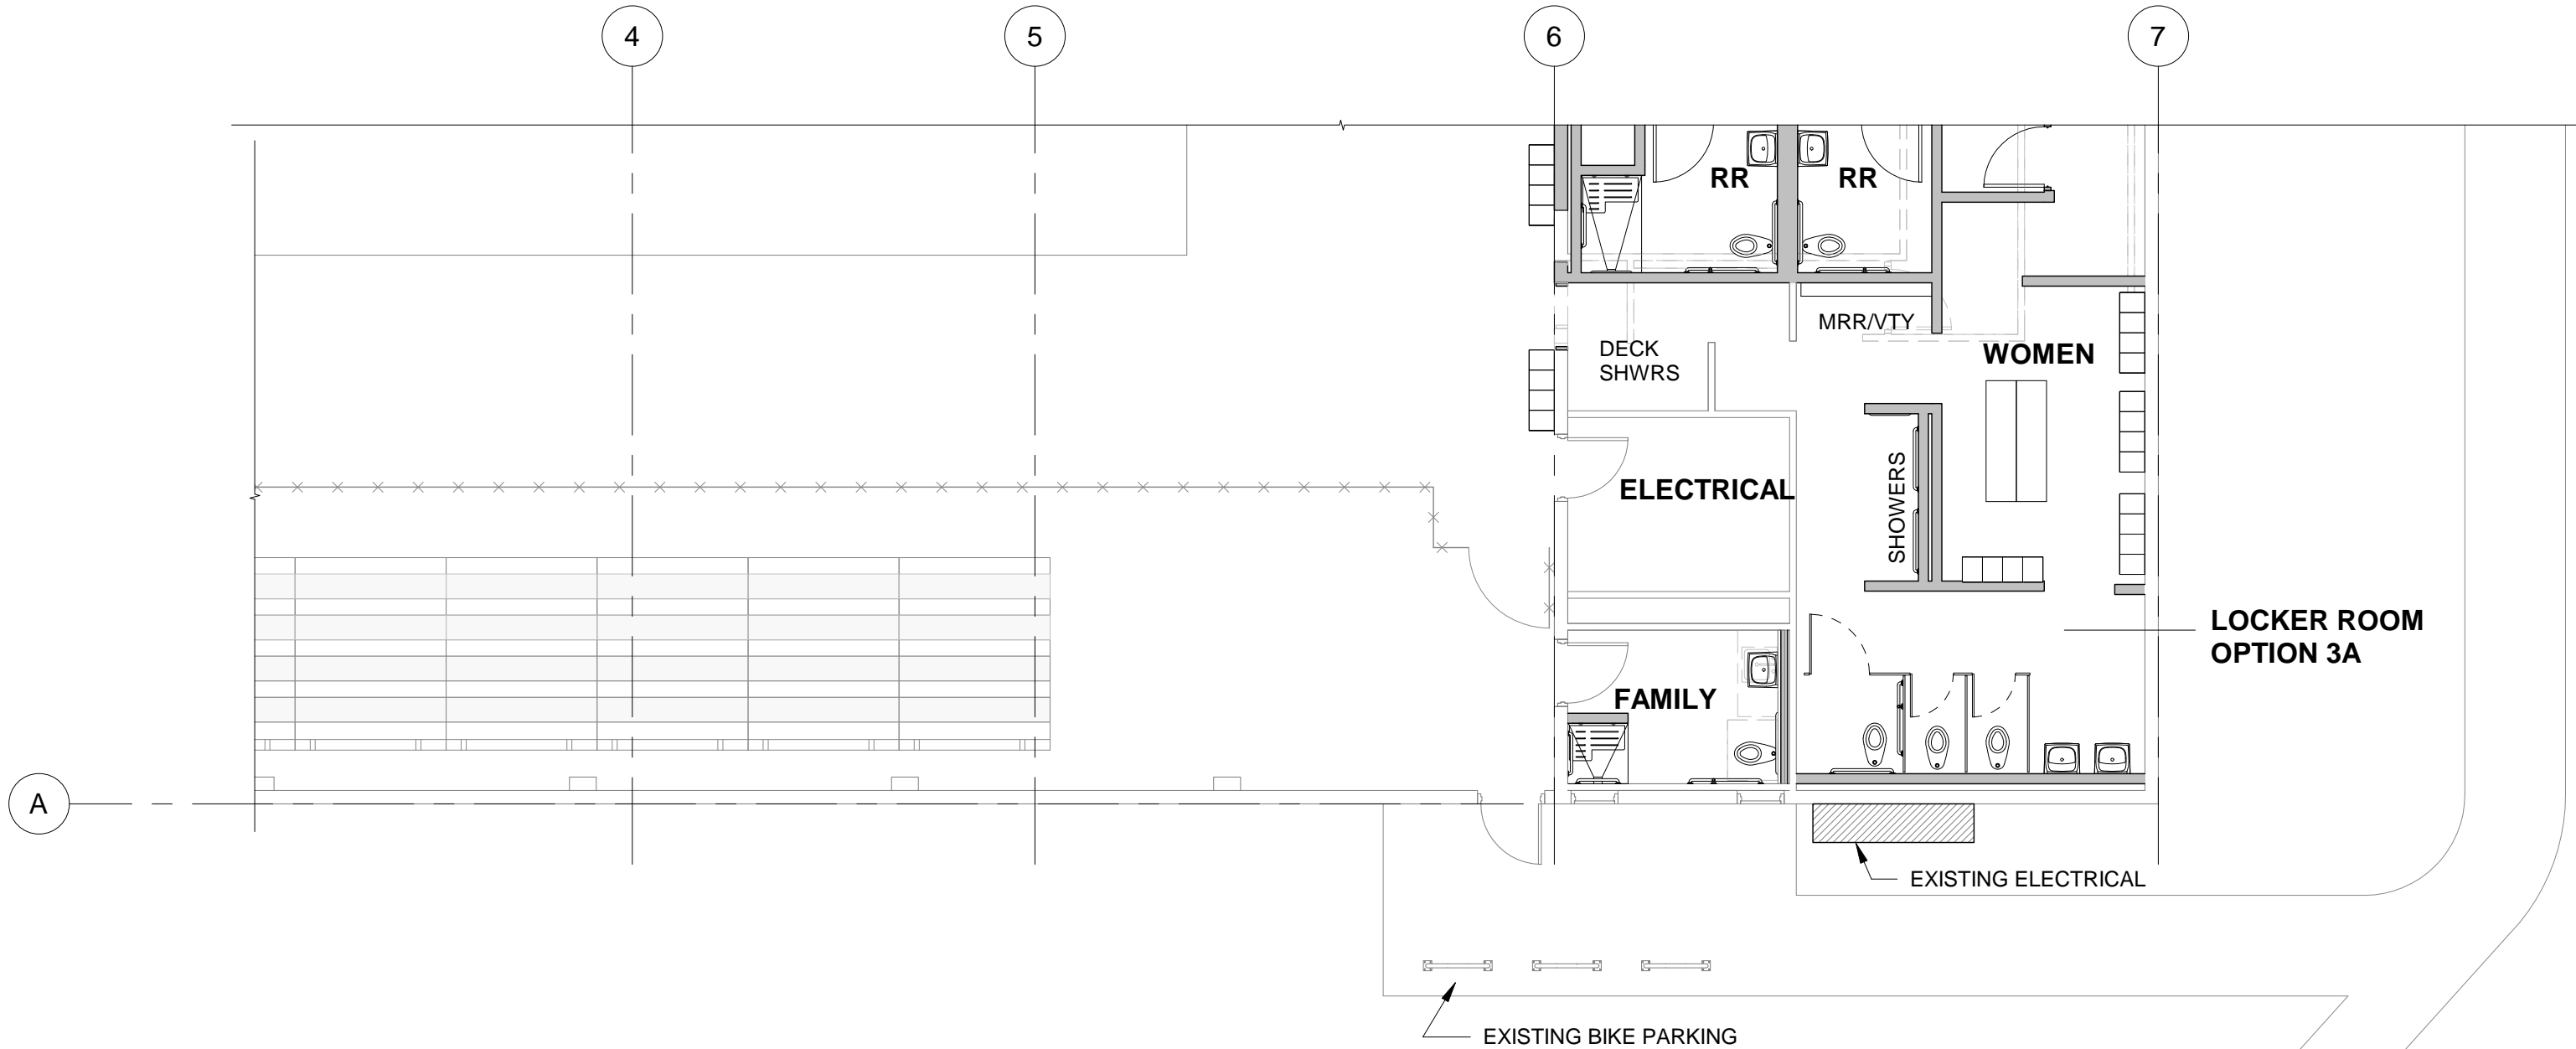 4
5
6
7
RR
RR
MRR/VTY
DECK
SHWRS
WOMEN
ELECTRICAL
SHOWERS
LOCKER ROOM
OPTION 3A
FAMILY
A
EXISTING ELECTRICAL
EXISTING BIKE PARKING